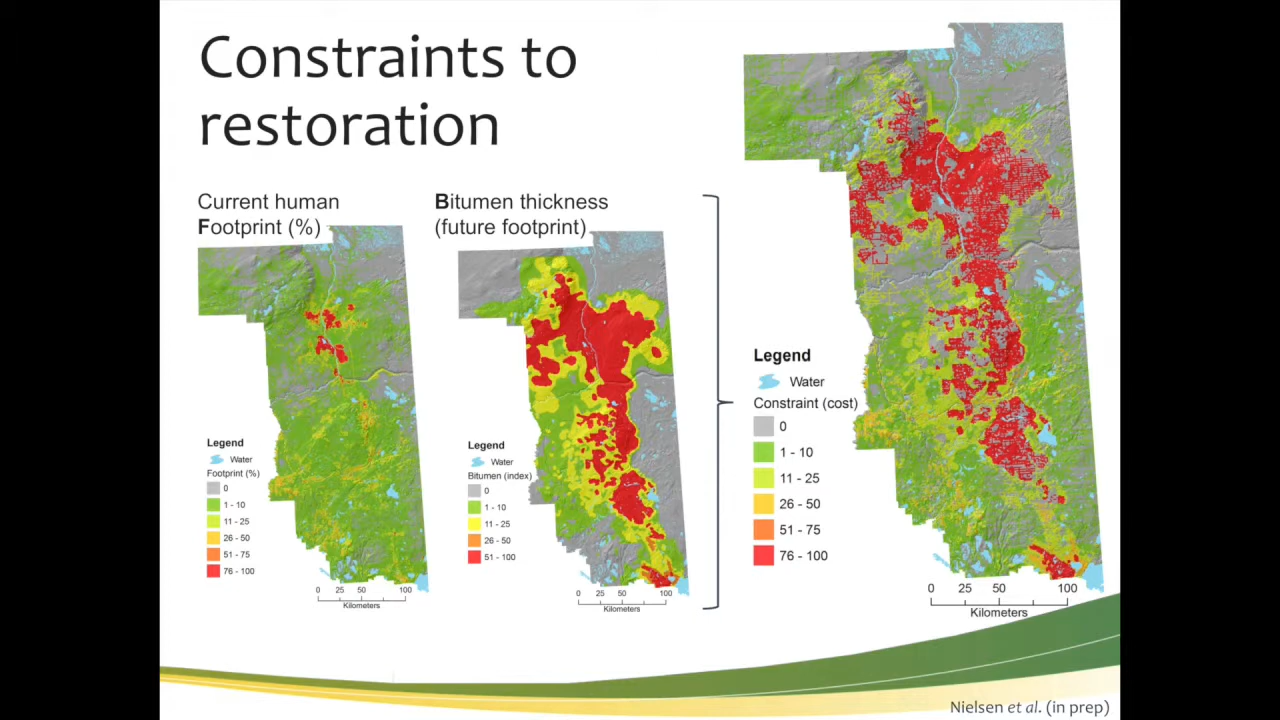 Constraints to
restoration
Current human
Footprint (%)
Legend
Water
Footprint (%)
0
1 - 10
11 - 25
26 - 50
51 - 75
76 - 100
0 25 50 100
Kilometers
Bitumen thickness
(future footprint)
Legend
Water
Bitumen (index)
0
1 - 10
11 - 25
26 - 50
51 - 100
0 25 50 100
Kilometers
Legend
Water
Constraint (cost)
0
1 - 10
11 - 25
26 - 50
51 - 75
76 - 100
0 25 50 100
Kilometers
Nielsen et al. (in prep)